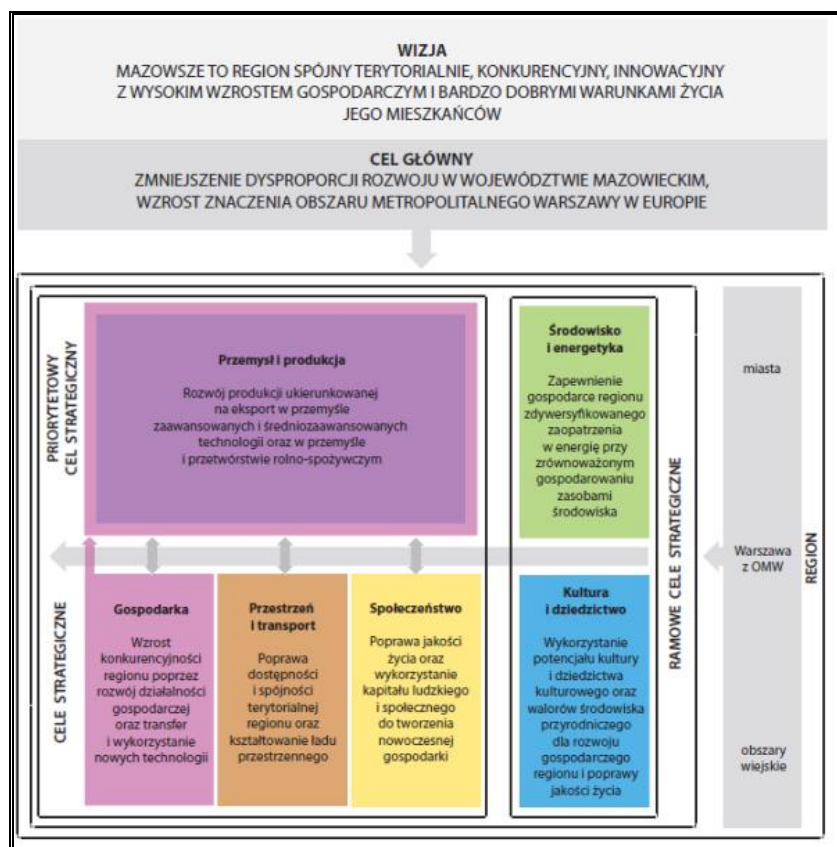 WIZJA
MAZOWSZE TO REGION SPÓJNY TERYTORIALNIE, KONKURENCYJNY, INNOWACYJNY
Z WYSOKIM WZROSTEM GOSPODARCZYM I BARDZO DOBRYMI WARUNKAMI ŻYCIA
JEGO MIESZKAŃCÓW
CEL GŁÓWNY
ZMNIEJSZENIE DYSPROPORCJI ROZWOJU W WOJEWÓDZTWIE MAZOWIECKIM,
WZROST ZNACZENIA OBSZARU METROPOLITALNEGO WARSZAWY W EUROPIE
PRIORYTETOWY
CEL STRATEGICZNY
Przemysł i produkcja
Rozwój produkcji ukierunkowanej
na eksport w przemyśle
zaawansowanych i średniozaawansowanych
technologii oraz w przemyśle
i przetwórstwie rolno-spożywczym
Środowisko
i energetyka
Zapewnienie
gospodarce regionu
zdywersyfikowanego
zaopatrzenia
w energię przy
zrównoważonym
gospodarowaniu
zasobami
środowiska
CELE STRATEGICZNE
Gospodarka
Wzrost
konkurencyjności
regionu poprzez
rozwój działalności
gospodarczej
oraz transfer
i wykorzystanie
nowych technologii
Przestrzeń
i transport
Poprawa
dostępności
i spójności
terytorialnej
regionu oraz
kształtowanie ładu
przestrzennego
Społeczeństwo
Poprawa jakości
życia oraz
wykorzystanie
kapitału ludzkiego
i społecznego
do tworzenia
nowoczesnej
gospodarki
Kultura
i dziedzictwo
Wykorzystanie
potencjału kultury
i dziedzictwa
kulturowego oraz
walorów środowiska
przyrodniczego
dla rozwoju
gospodarczego
regionu i poprawy
jakości życia
RAMOWE CELE STRATEGICZNE
miasta
Warszawa
z OMW
obszary
wiejskie
REGION